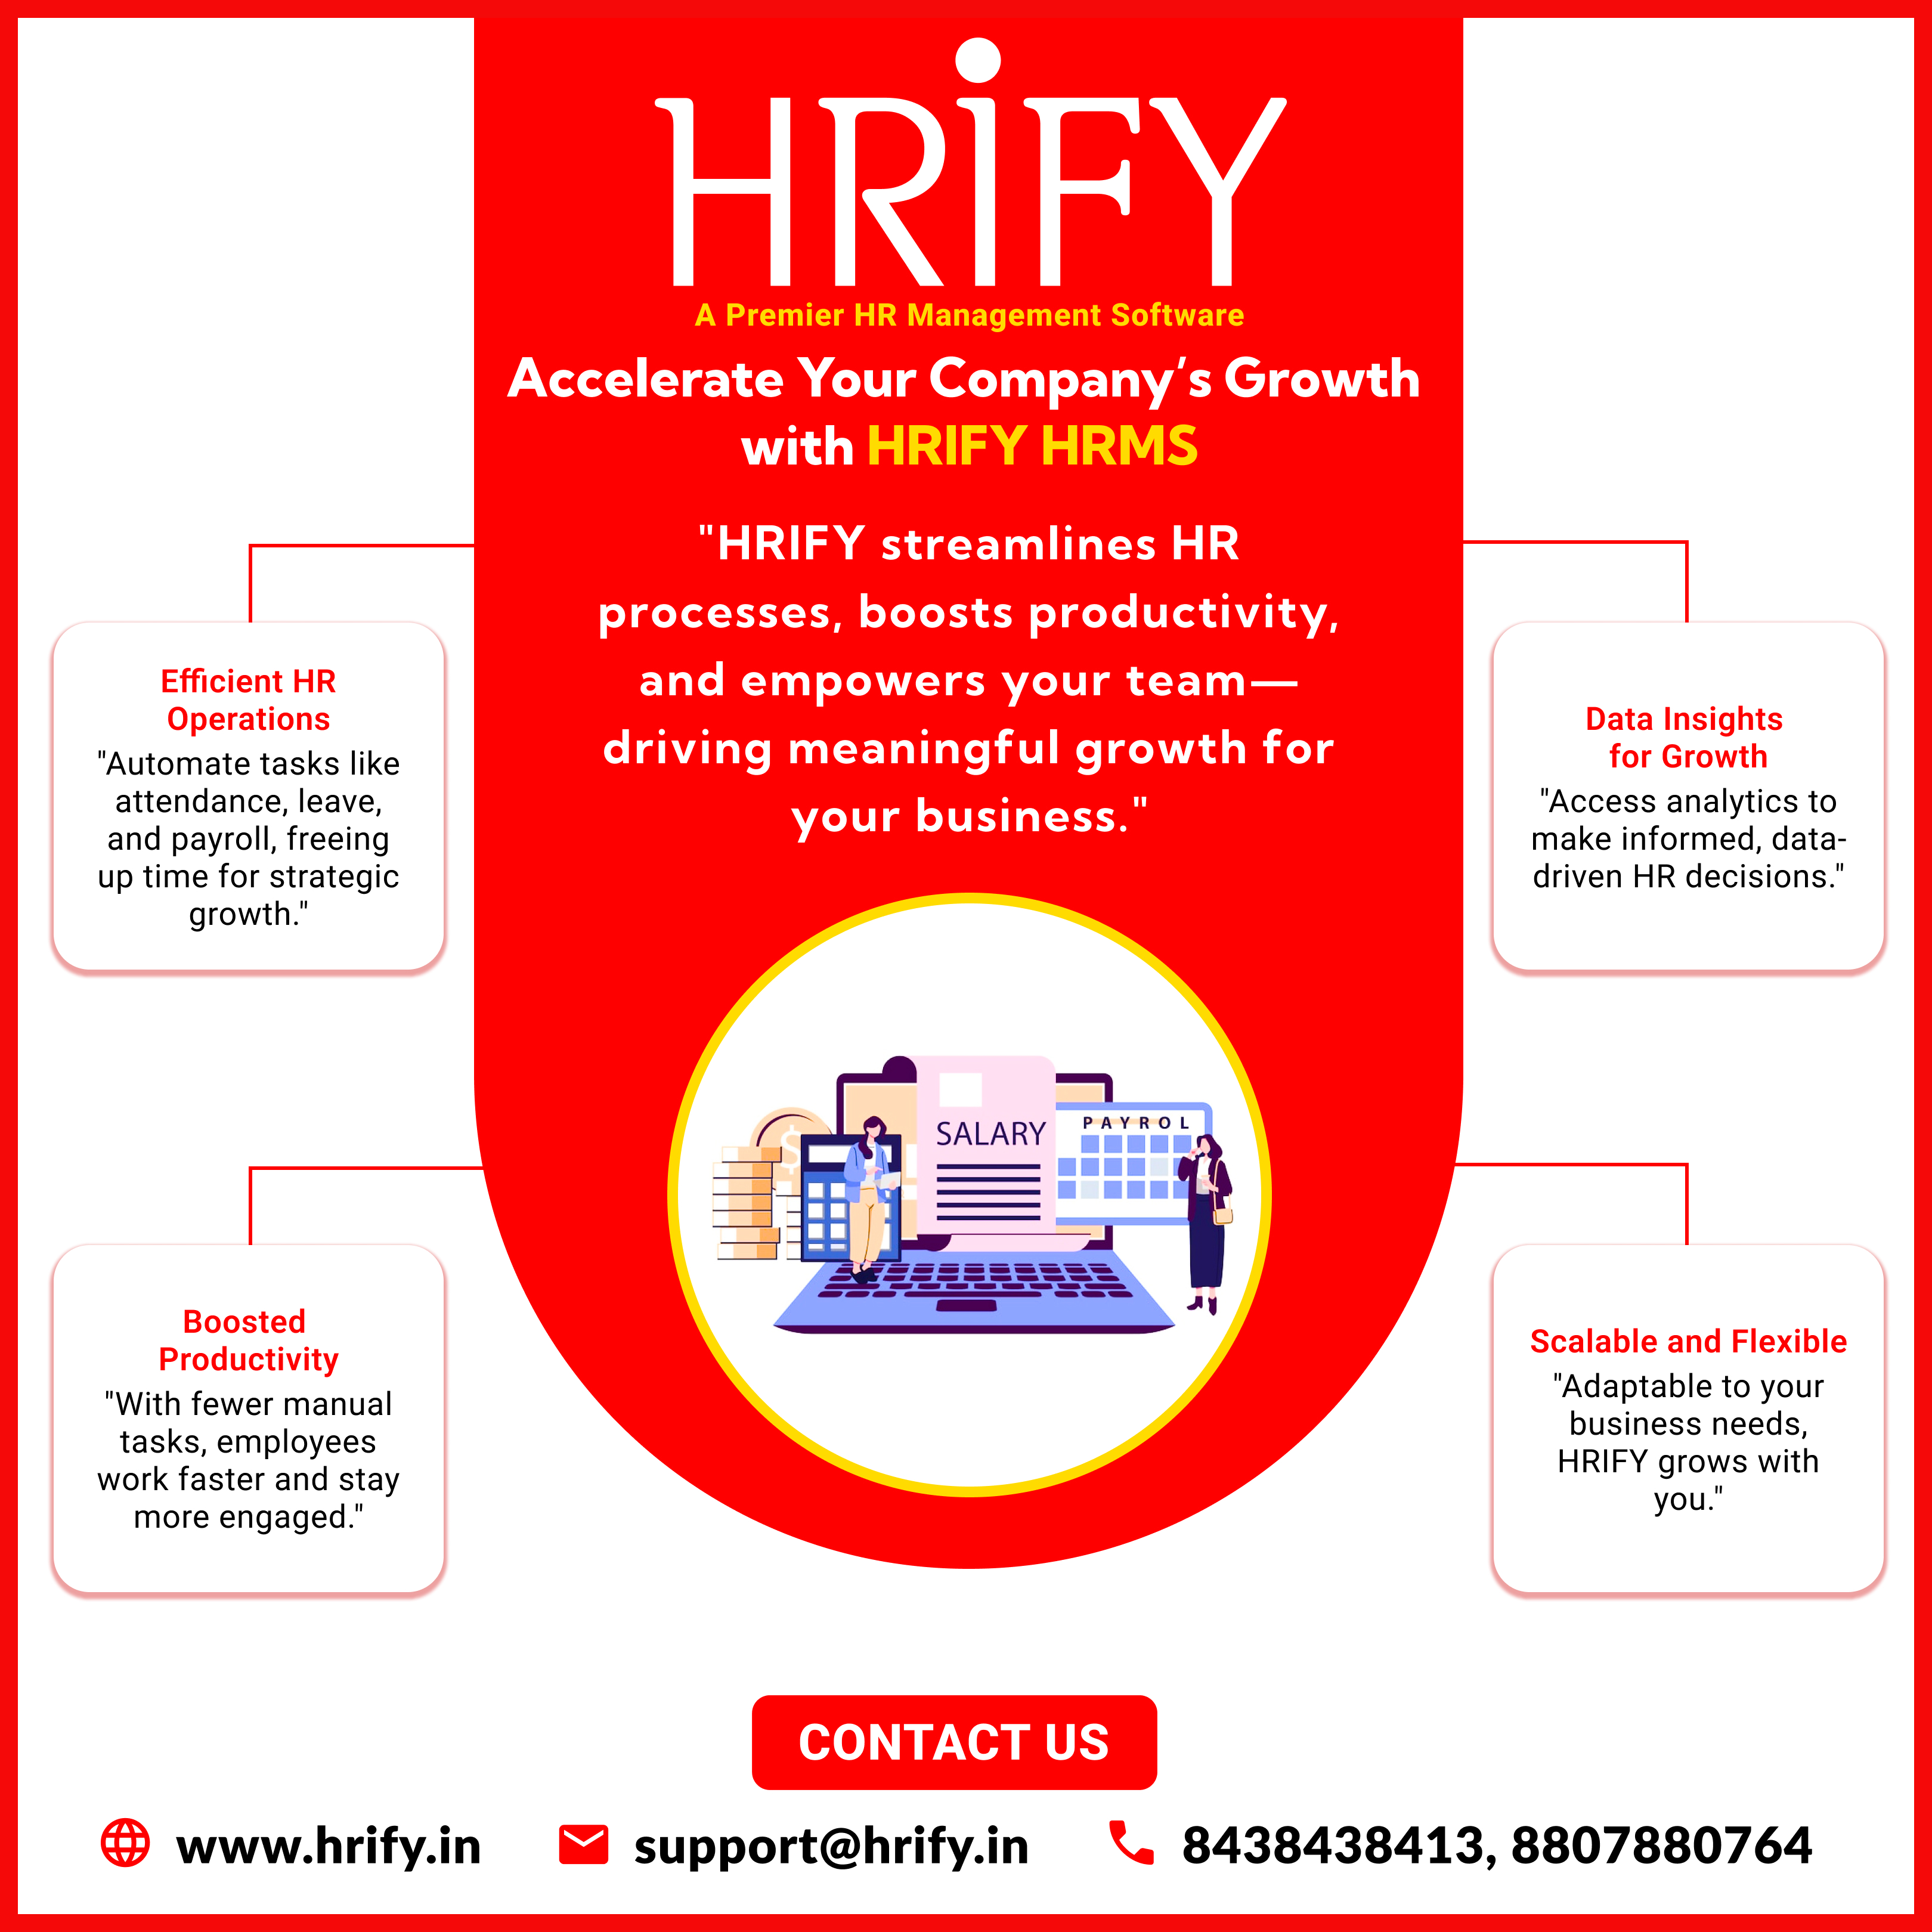 HRiFY
A Premier HR Management Software
Accelerate Your Company's Growth
with HRIFY HRMS
"HRIFY streamlines HR
processes, boosts productivity,
and empowers your team—
driving meaningful growth for
your business."
Efficient HR
Operations
"Automate tasks like
attendance, leave,
and payroll, freeing
up time for strategic
growth."
Data Insights
for Growth
"Access analytics to
make informed, data-
driven HR decisions."
SALARY
PAYROL
$
Boosted
Productivity
"With fewer manual
tasks, employees
work faster and stay
more engaged."
Scalable and Flexible
"Adaptable to your
business needs,
HRIFY grows with
you."
CONTACT US
www.hrify.in
support@hrify.in
8438438413, 8807880764